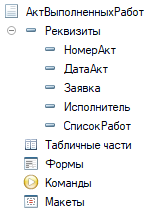 АктВыполненныхРабот
Реквизиты
НомерАкт
ДатаАкт
Заявка
Исполнитель
СписокРабот
Табличные части
Формы
Команды
Макеты